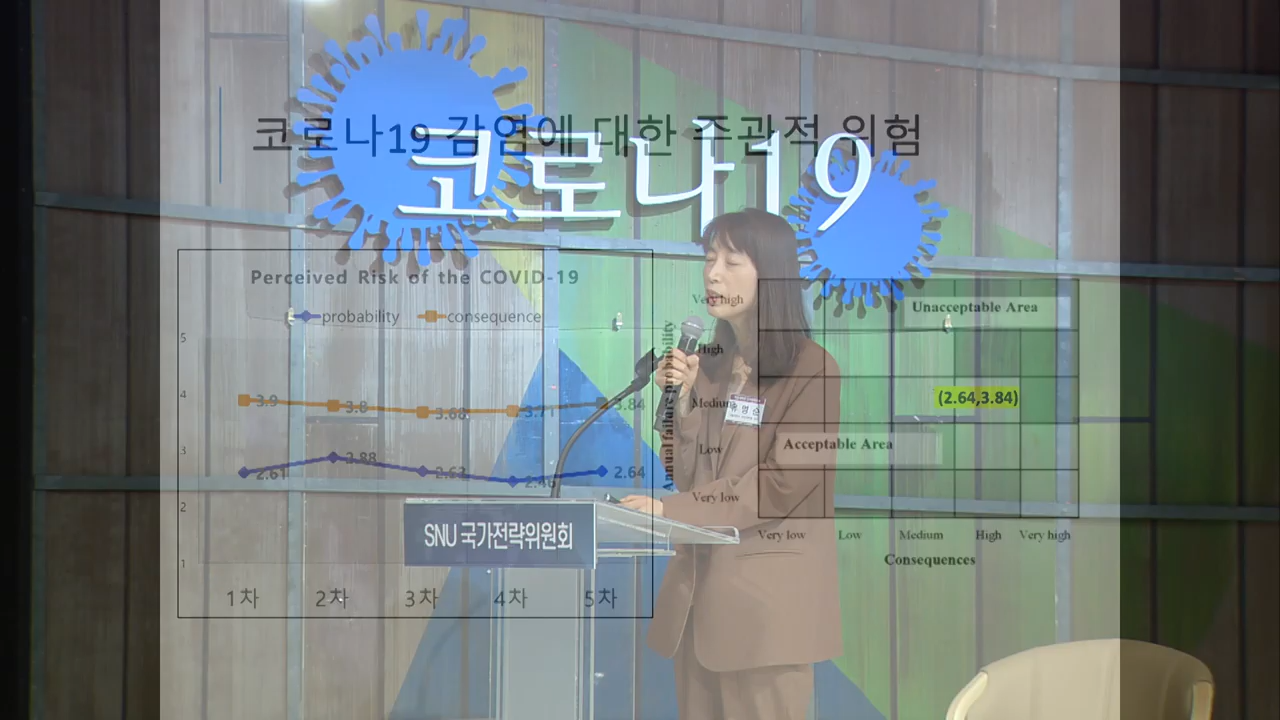 코로나19 감염에 대한 주관적 위험
코로나19
Perceived Risk of the COVID-19
probability consequence
5
4
3
2
1
3.9 3.8 3.68 3.71 3.84
2.61 2.88 2.63 2.46 2.64
1차 2차 3차 4차 5차
Annual failure probability
Very high
High
Medium
Low
Very low
Unacceptable Area
(2.64,3.84)
Acceptable Area
Very low Low Medium High Very high
Consequences
유명순
SNU 국가전략위원회